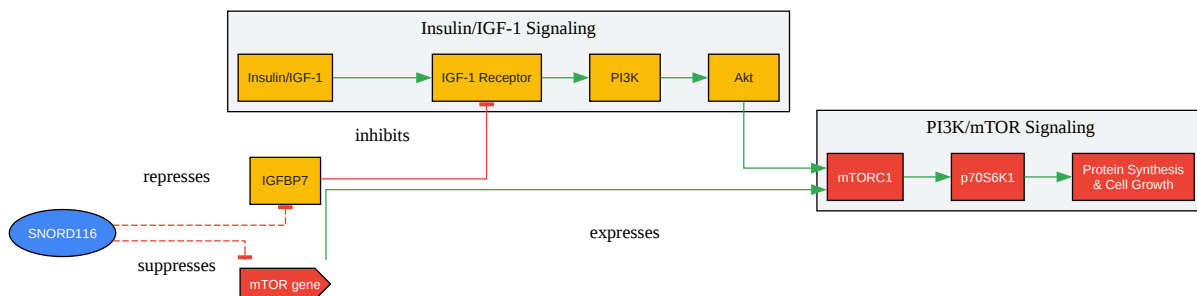 Insulin/IGF-1 Signaling
Insulin/IGF-1
IGF-1 Receptor
PI3K
Akt
inhibits
PI3K/mTOR Signaling
mTORC1
p70S6K1
Protein Synthesis
& Cell Growth
represses
IGFBP7
SNORD116
expresses
suppresses
mTOR gene